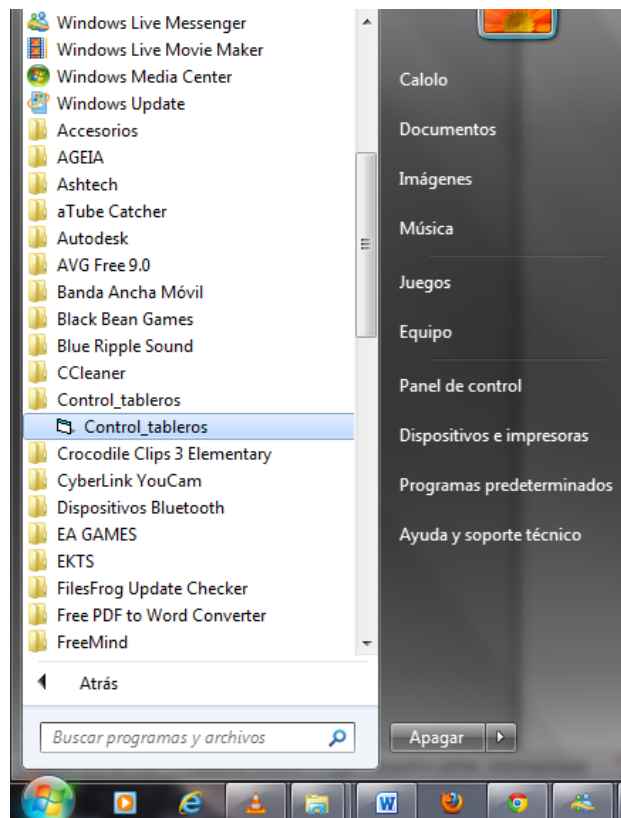 Windows Live Messenger
Windows Live Movie Maker
Windows Media Center
Windows Update
Accesorios
AGEIA
Ashtech
aTube Catcher
Autodesk
AVG Free 9.0
Banda Ancha Móvil
Black Bean Games
Blue Ripple Sound
CCleaner
Control_tableros
Control_tableros
Crocodile Clips 3 Elementary
CyberLink YouCam
Dispositivos Bluetooth
EA GAMES
EKTS
FilesFrog Update Checker
Free PDF to Word Converter
FreeMind
Atrás
Buscar programas y archivos
Calolo
Documentos
Imágenes
Música
Juegos
Equipo
Panel de control
Dispositivos e impresoras
Programas predeterminados
Ayuda y soporte técnico
Apagar